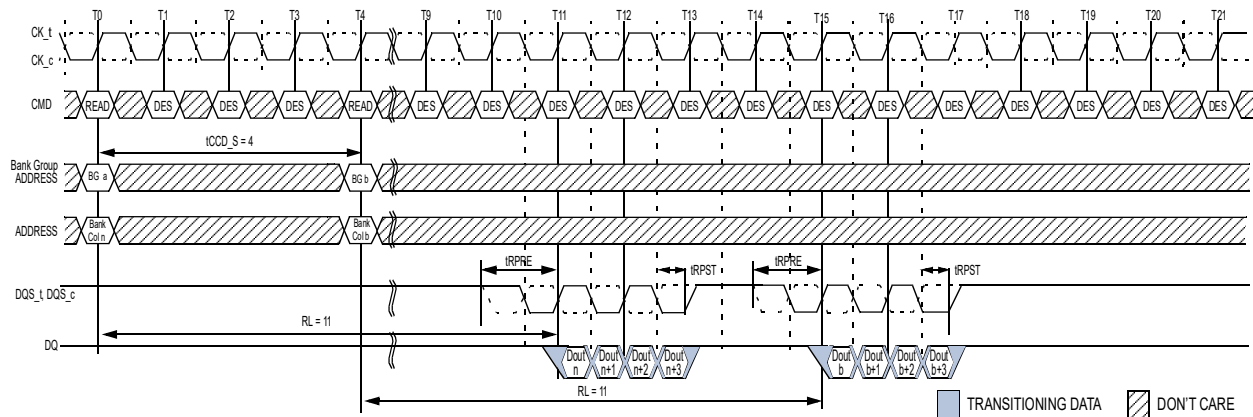 T0 T1 T2 T3 T4 T9 T10 T11 T12 T13 T14 T15 T16 T17 T18 T19 T20 T21
CK_t
CK_c
CMD READ DES DES DES READ DES DES DES DES DES DES DES DES DES DES DES DES DES
tCCD_S = 4
Bank Group
ADDRESS
BG a
BG b
ADDRESS
Bank
Col n
Bank
Col b
tRPRE
tRPST
tRPRE
tRPST
DQS_t, DQS_c
RL = 11
DQ
Dout
n
Dout
n+1
Dout
n+2
Dout
n+3
Dout
b
Dout
b+1
Dout
b+2
Dout
b+3
RL = 11
TRANSITIONING DATA
DON'T CARE